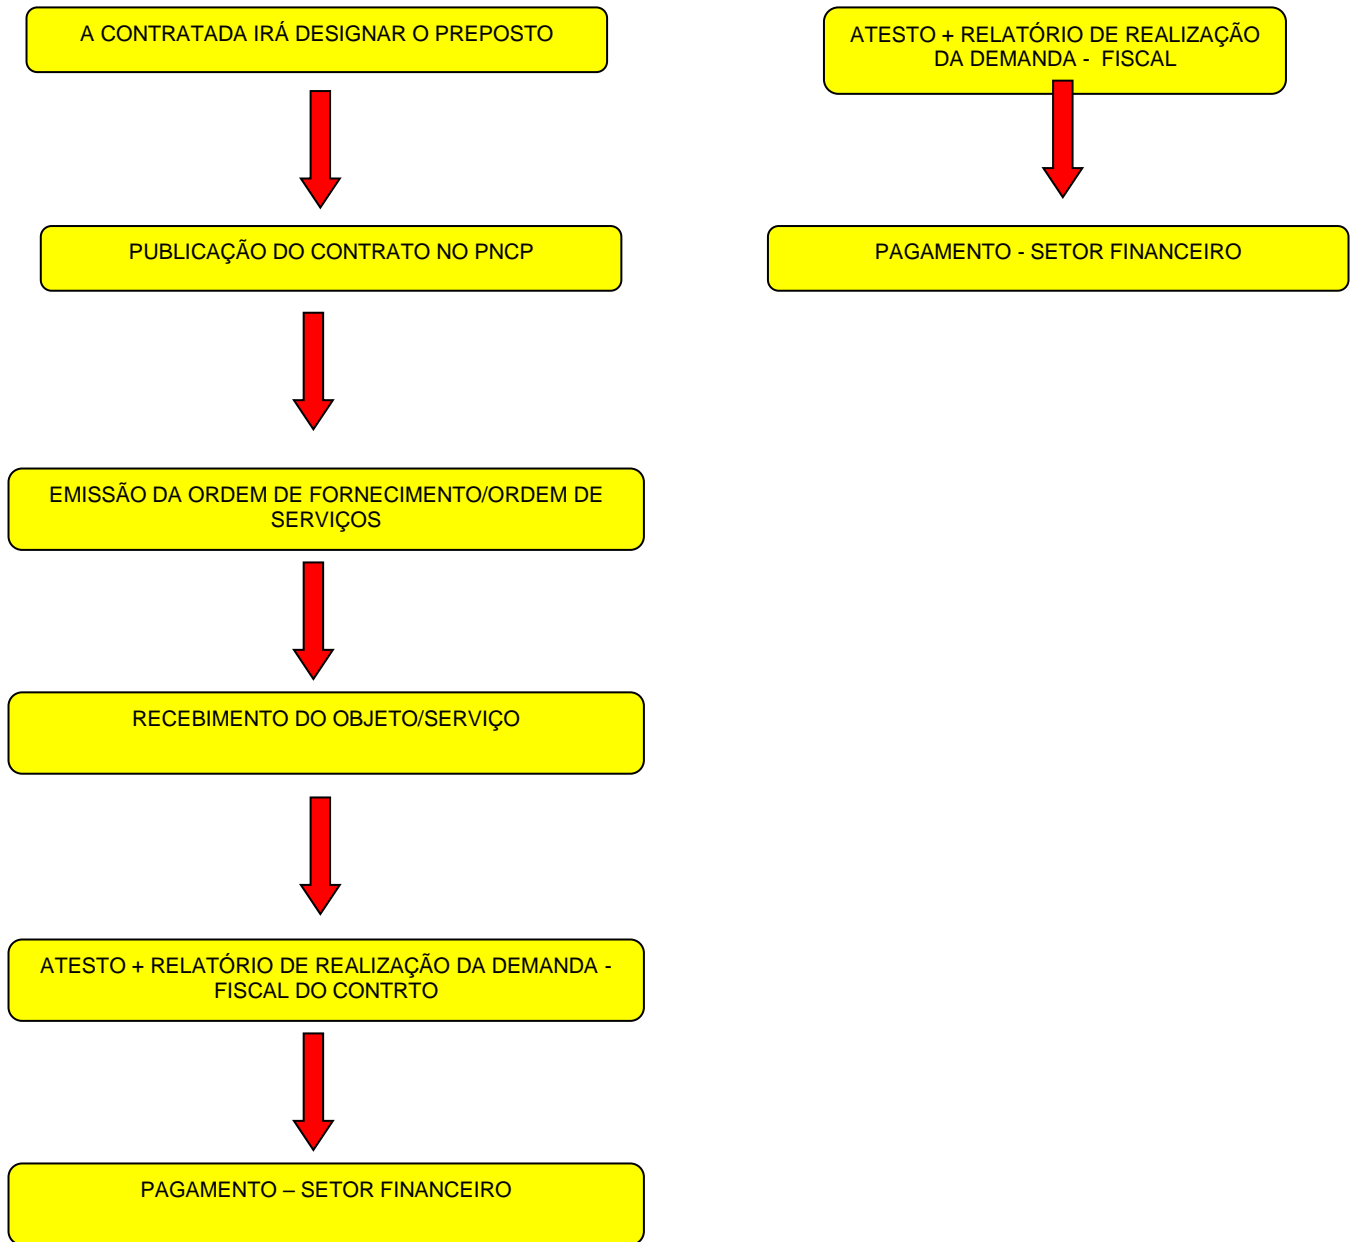 A CONTRATADA IRÁ DESIGNAR O PREPOSTO
PUBLICAÇÃO DO CONTRATO NO PNCP
EMISSÃO DA ORDEM DE FORNECIMENTO/ORDEM DE
SERVIÇOS
RECEBIMENTO DO OBJETO/SERVIÇO
ATESTO + RELATÓRIO DE REALIZAÇÃO DA DEMANDA -
FISCAL DO CONTRTO
PAGAMENTO – SETOR FINANCEIRO
ATESTO + RELATÓRIO DE REALIZAÇÃO
DA DEMANDA - FISCAL
PAGAMENTO - SETOR FINANCEIRO